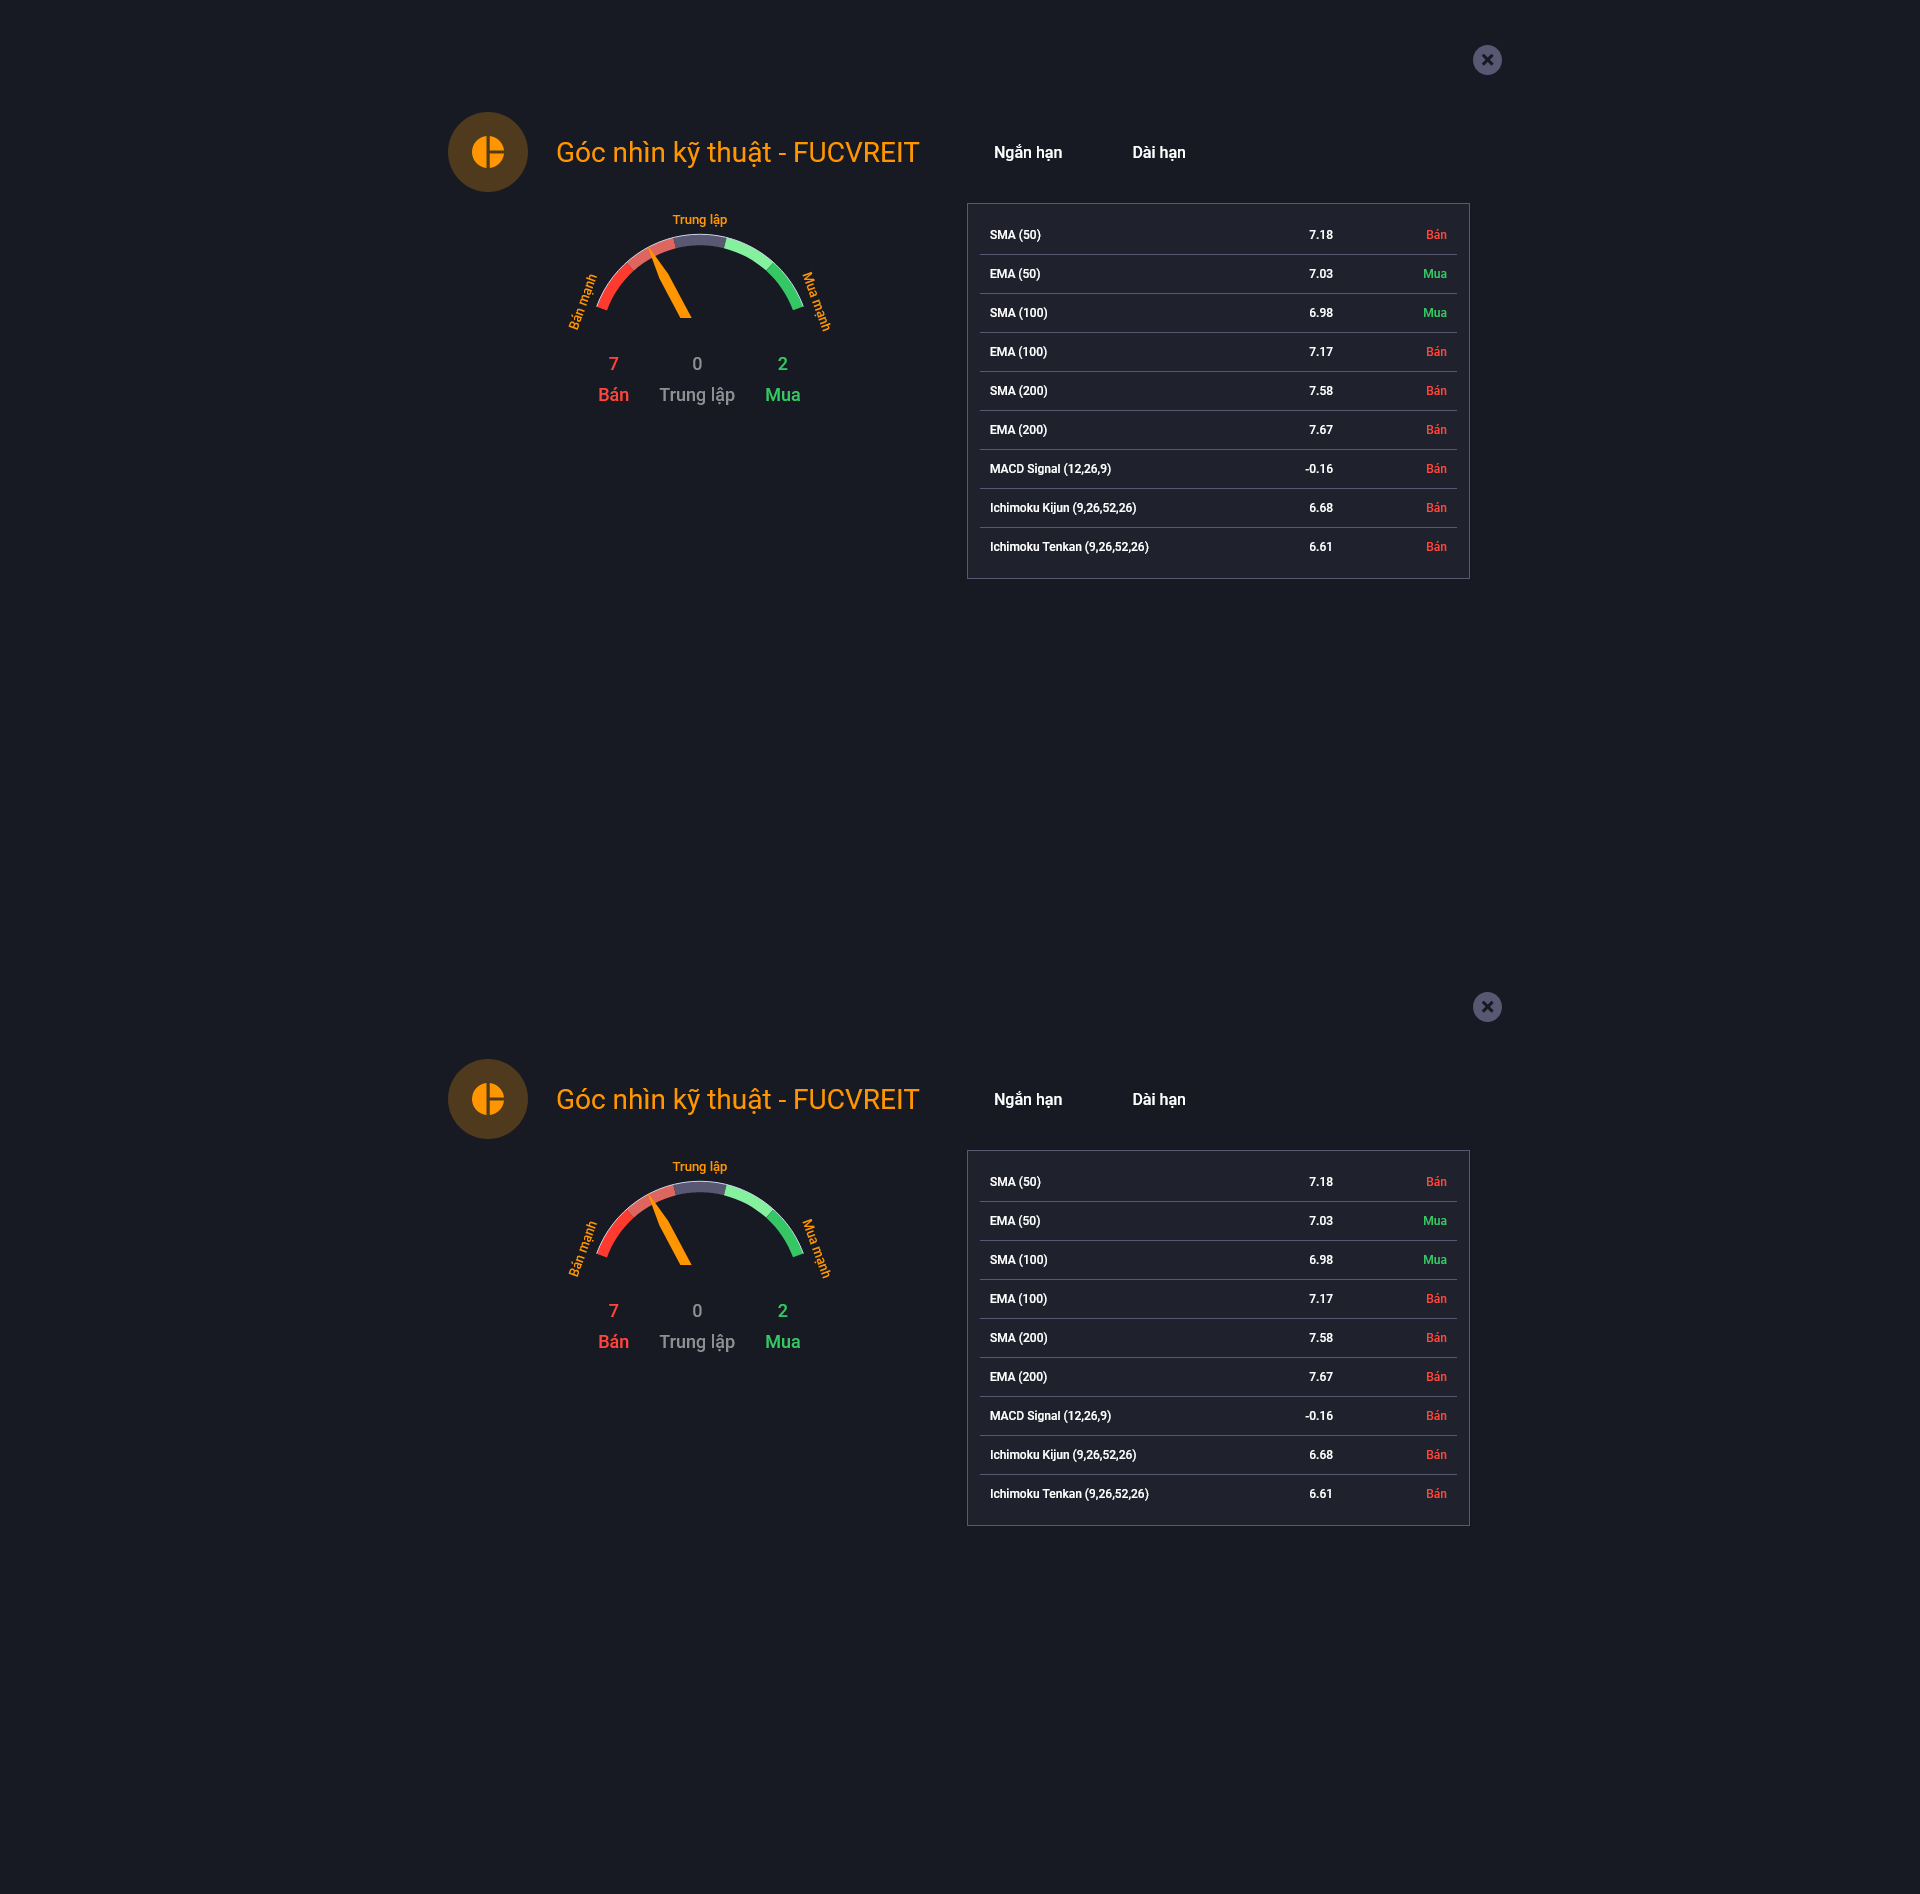 Góc nhìn kỹ thuật - FUCVREIT
Ngắn hạn Dài hạn
Trung lập
Bán mạnh
Mua mạnh
7 0 2
Bán Trung lập Mua
SMA (50) 7.18 Bán
EMA (50) 7.03 Mua
SMA (100) 6.98 Mua
EMA (100) 7.17 Bán
SMA (200) 7.58 Bán
EMA (200) 7.67 Bán
MACD Signal (12,26,9) -0.16 Bán
Ichimoku Kijun (9,26,52,26) 6.68 Bán
Ichimoku Tenkan (9,26,52,26) 6.61 Bán
Góc nhìn kỹ thuật - FUCVREIT
Ngắn hạn Dài hạn
Trung lập
Bán mạnh
Mua mạnh
7 0 2
Bán Trung lập Mua
SMA (50) 7.18 Bán
EMA (50) 7.03 Mua
SMA (100) 6.98 Mua
EMA (100) 7.17 Bán
SMA (200) 7.58 Bán
EMA (200) 7.67 Bán
MACD Signal (12,26,9) -0.16 Bán
Ichimoku Kijun (9,26,52,26) 6.68 Bán
Ichimoku Tenkan (9,26,52,26) 6.61 Bán